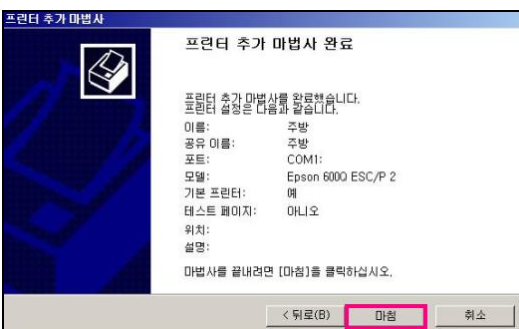 프린터 추가 마법사
프린터 추가 마법사 완료
프린터 추가 마법사를 완료했습니다.
프린터 설정은 다음과 같습니다.
이름: 주방
공유 이름: 주방
포트: COM1:
모델: Epson 600Q ESC/P 2
기본 프린터: 예
테스트 페이지: 아니오
위치:
설명:
마법사를 끝내려면 [마침]을 클릭하십시오.
< 뒤로(B) 마침 취소